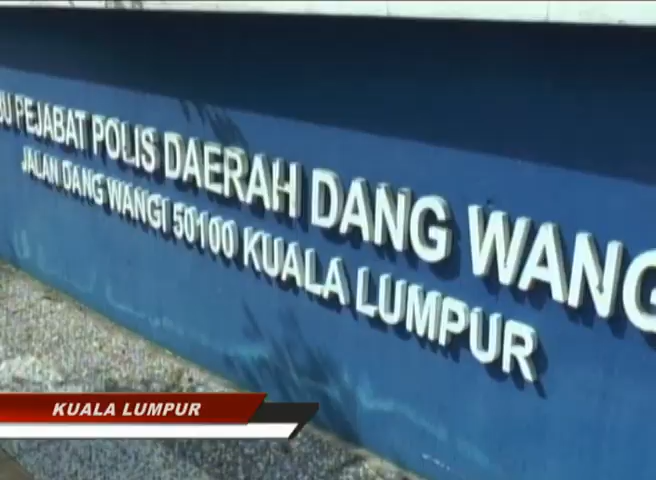 PEJABAT POLIS DAERAH DANG WANG
JALAN DANG WANGI 50100 KUALA LUMPUR
KUALA LUMPUR